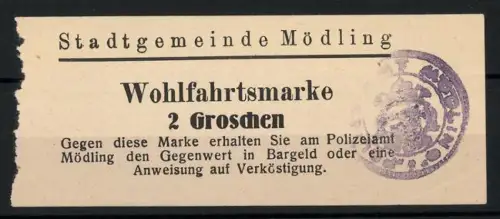 Stadtgemeinde Mödling
Wohlfahrtsmarke
2 Groschen
Gegen diese Marke erhalten Sie am Polizeiamt
Mödling den Gegenwert in Bargeld oder eine
Anweisung auf Verköstigung.